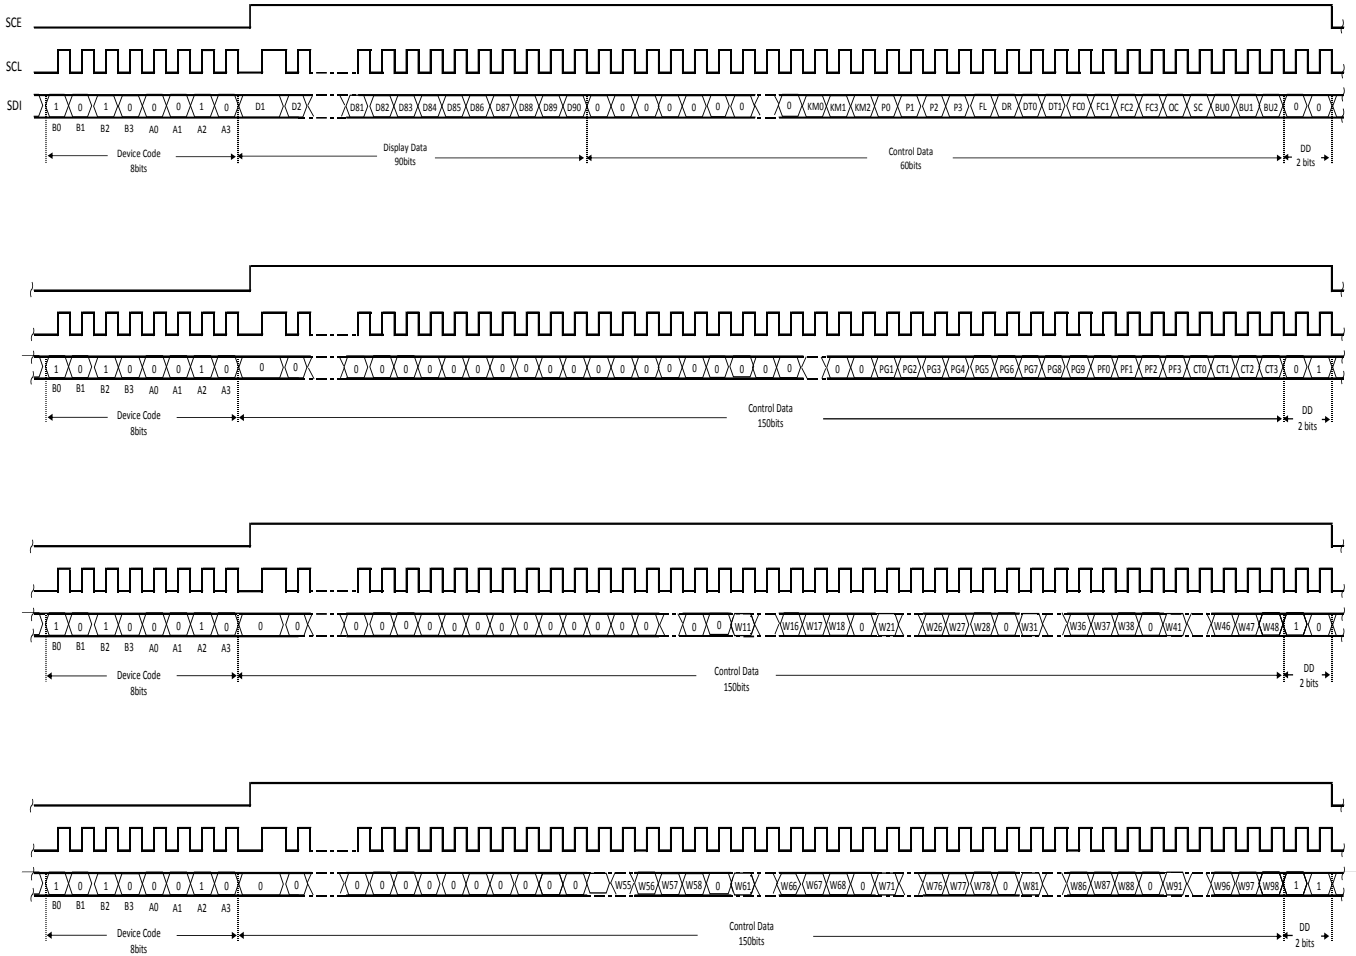 SCE
SCL
SDI 1 0 1 0 0 0 1 0 D1 D2 D81 D82 D83 D84 D85 D86 D87 D88 D89 D90 0 0 0 0 0 0 0 0 KM0 KM1 KM2 P0 P1 P2 P3 FL DR DT0 DT1 FC0 FC1 FC2 FC3 OC SC BU0 BU1 BU2 0 0
B0 B1 B2 B3 A0 A1 A2 A3
Device Code Display Data Control Data DD
8bits 90bits 60bits 2 bits
1 0 1 0 0 0 1 0 0 0 0 0 0 0 0 0 0 0 0 0 0 0 0 0 0 0 0 0 0 0 0 PG1 PG2 PG3 PG4 PG5 PG6 PG7 PG8 PG9 PF0 PF1 PF2 PF3 CT0 CT1 CT2 CT3 0 1
B0 B1 B2 B3 A0 A1 A2 A3
Device Code Control Data DD
8bits 150bits 2 bits
1 0 1 0 0 0 1 0 0 0 0 0 0 0 0 0 0 0 0 0 0 0 0 0 0 W11 W16 W17 W18 0 W21 W26 W27 W28 0 W31 W36 W37 W38 0 W41 W46 W47 W48 1 0
B0 B1 B2 B3 A0 A1 A2 A3
Device Code Control Data DD
8bits 150bits 2 bits
1 0 1 0 0 0 1 0 0 0 0 0 0 0 0 0 0 0 0 0 W55 W56 W57 W58 0 W61 W66 W67 W68 0 W71 W76 W77 W78 0 W81 W86 W87 W88 0 W91 W96 W97 W98 1 1
B0 B1 B2 B3 A0 A1 A2 A3
Device Code Control Data DD
8bits 150bits 2 bits